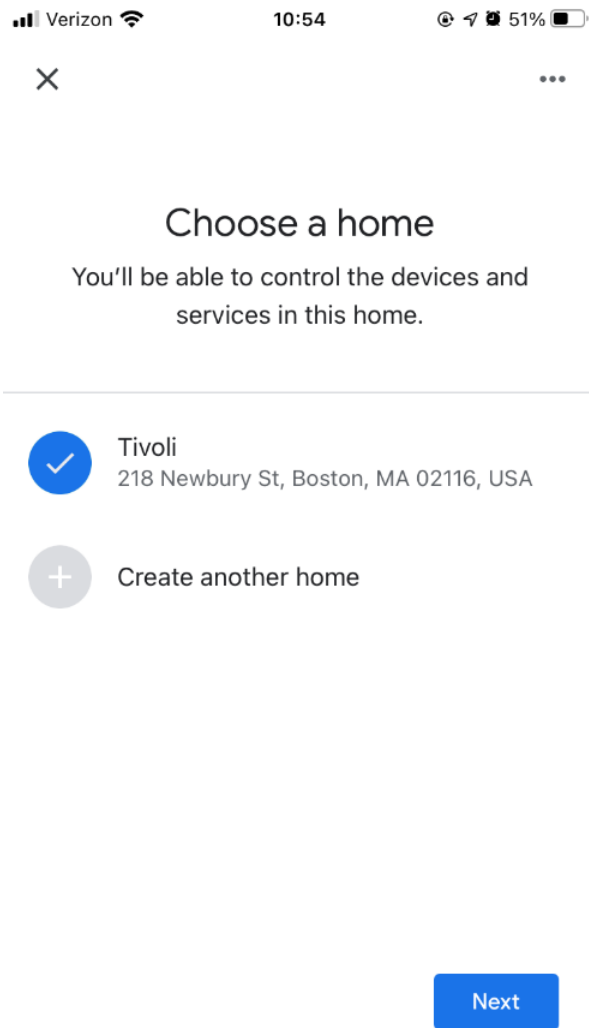 Verizon 10:54 51%
Choose a home
You'll be able to control the devices and
services in this home.
Tivoli
218 Newbury St, Boston, MA 02116, USA
Create another home
Next